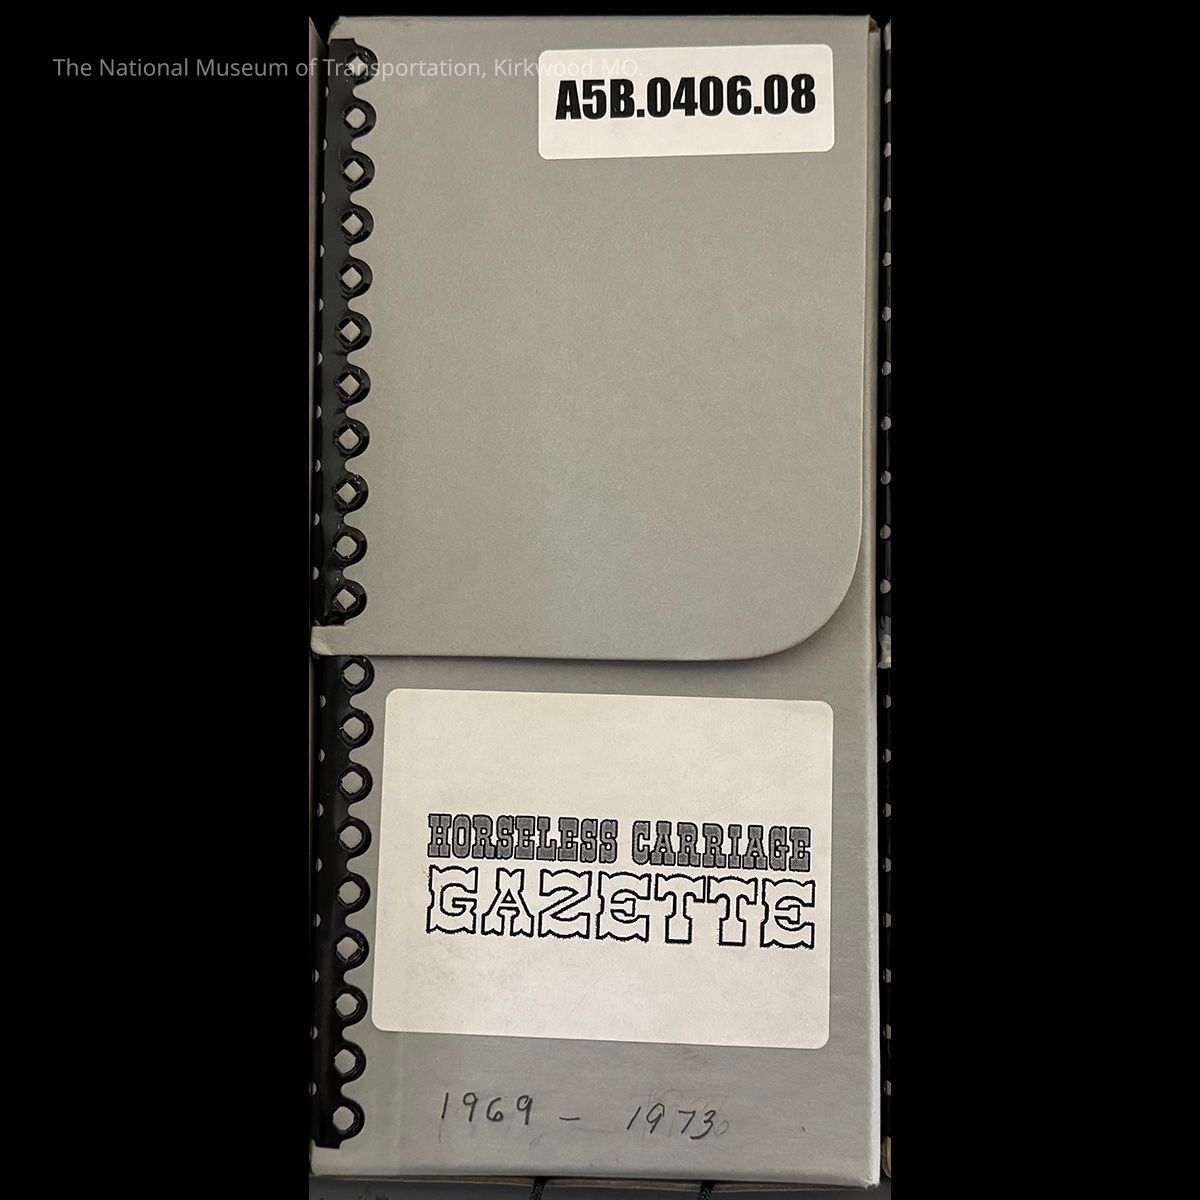 The National Museum of Transportation, Kirkwood MO.
A5B.0406.08
HORSELESS CARRIAGE
GAZETTE
1969 - 1973